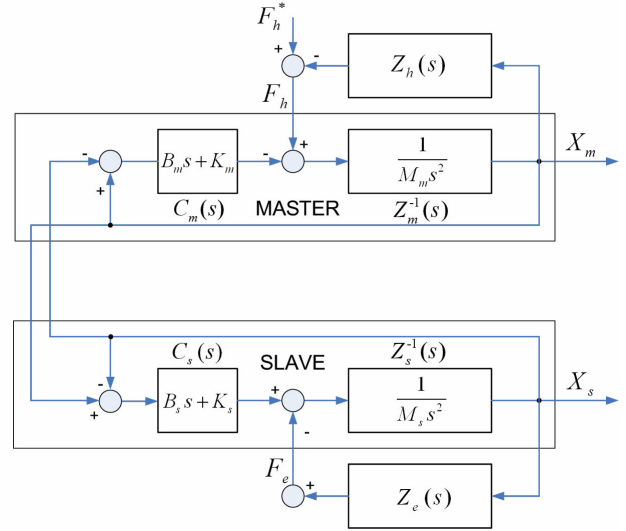 F_h^*
+
-
Z_h(s)
F_h
+
-
B_m s + K_m
-
1
M_m s^2
X_m
+
C_m(s)
MASTER
Z_m^{-1}(s)
C_s(s)
SLAVE
Z_s^{-1}(s)
-
+
B_s s + K_s
+
-
1
M_s s^2
X_s
F_e
+
Z_e(s)